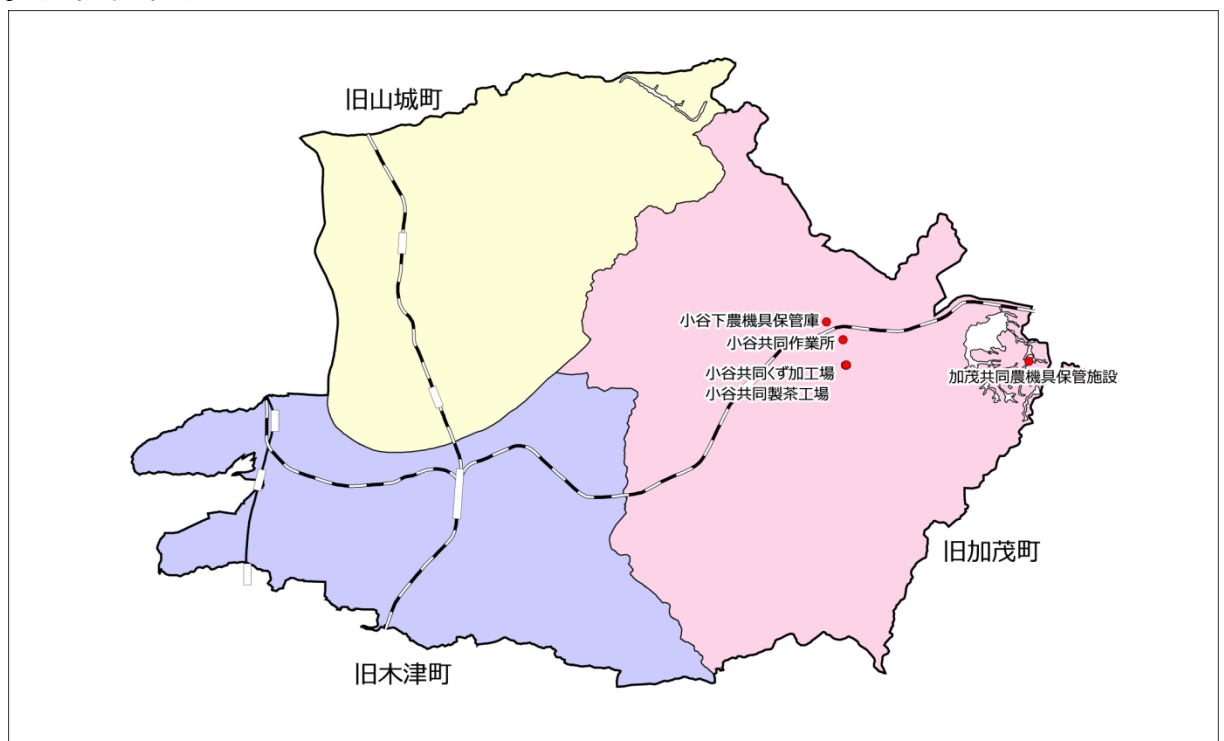 旧山城町
小谷下農機具保管庫
小谷共同作業所
小谷共同くず加工場
小谷共同製茶工場
加茂共同農機具保管施設
旧加茂町
旧木津町